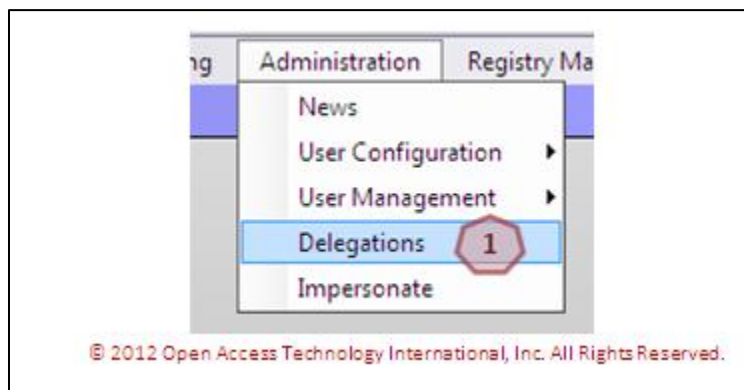 ng Administration Registry Ma
News
User Configuration
User Management
Delegations 1
Impersonate
© 2012 Open Access Technology International, Inc. All Rights Reserved.